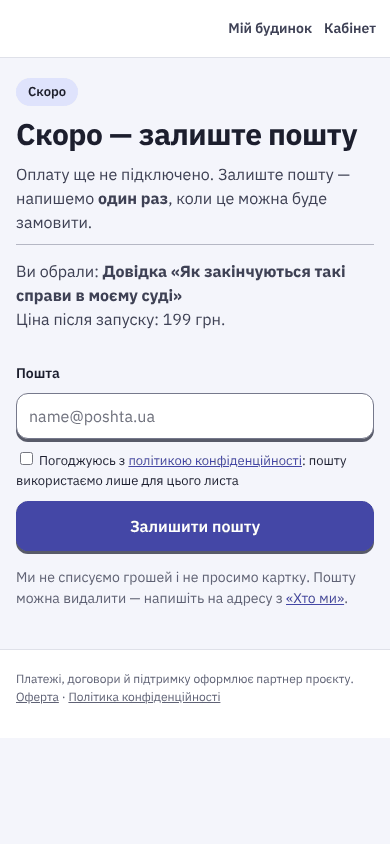 Мій будинок Кабінет
Скоро
Скоро — залиште пошту
Оплату ще не підключено. Залиште пошту —
напишемо один раз, коли це можна буде
замовити.
Ви обрали: Довідка «Як закінчуються такі
справи в моєму суді»
Ціна після запуску: 199 грн.
Пошта
name@poshta.ua
Погоджуюсь з політикою конфіденційності: пошту
використаємо лише для цього листа
Залишити пошту
Ми не списуємо грошей і не просимо картку. Пошту
можна видалити — напишіть на адресу з «Хто ми».
Платежі, договори й підтримку оформлює партнер проєкту.
Оферта · Політика конфіденційності